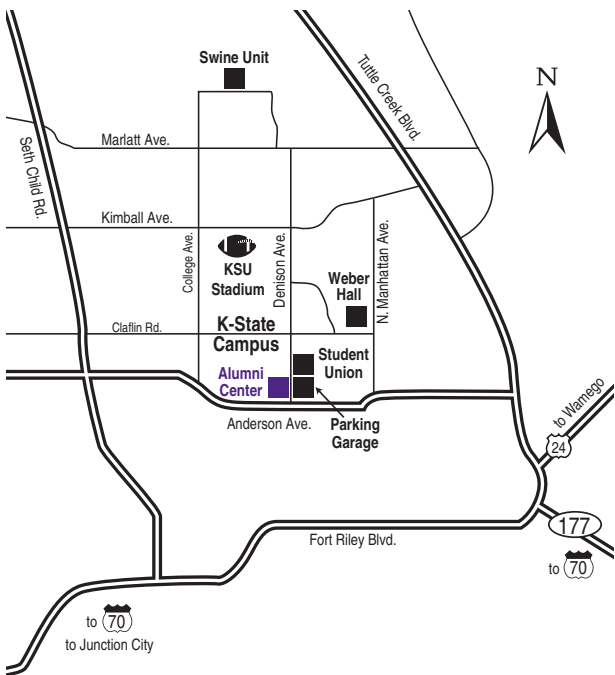 Swine Unit
N
Tuttle Creek Blvd.
Marlatt Ave.
Seth Child Rd.
Kimball Ave.
College Ave.
KSU
Stadium
Denison Ave.
Weber
Hall
N. Manhattan Ave.
Claflin Rd.
K-State
Campus
Student
Union
Alumni
Center
Anderson Ave.
Parking
Garage
to Wamego
24
177
Fort Riley Blvd.
to 70
to 70
to Junction City